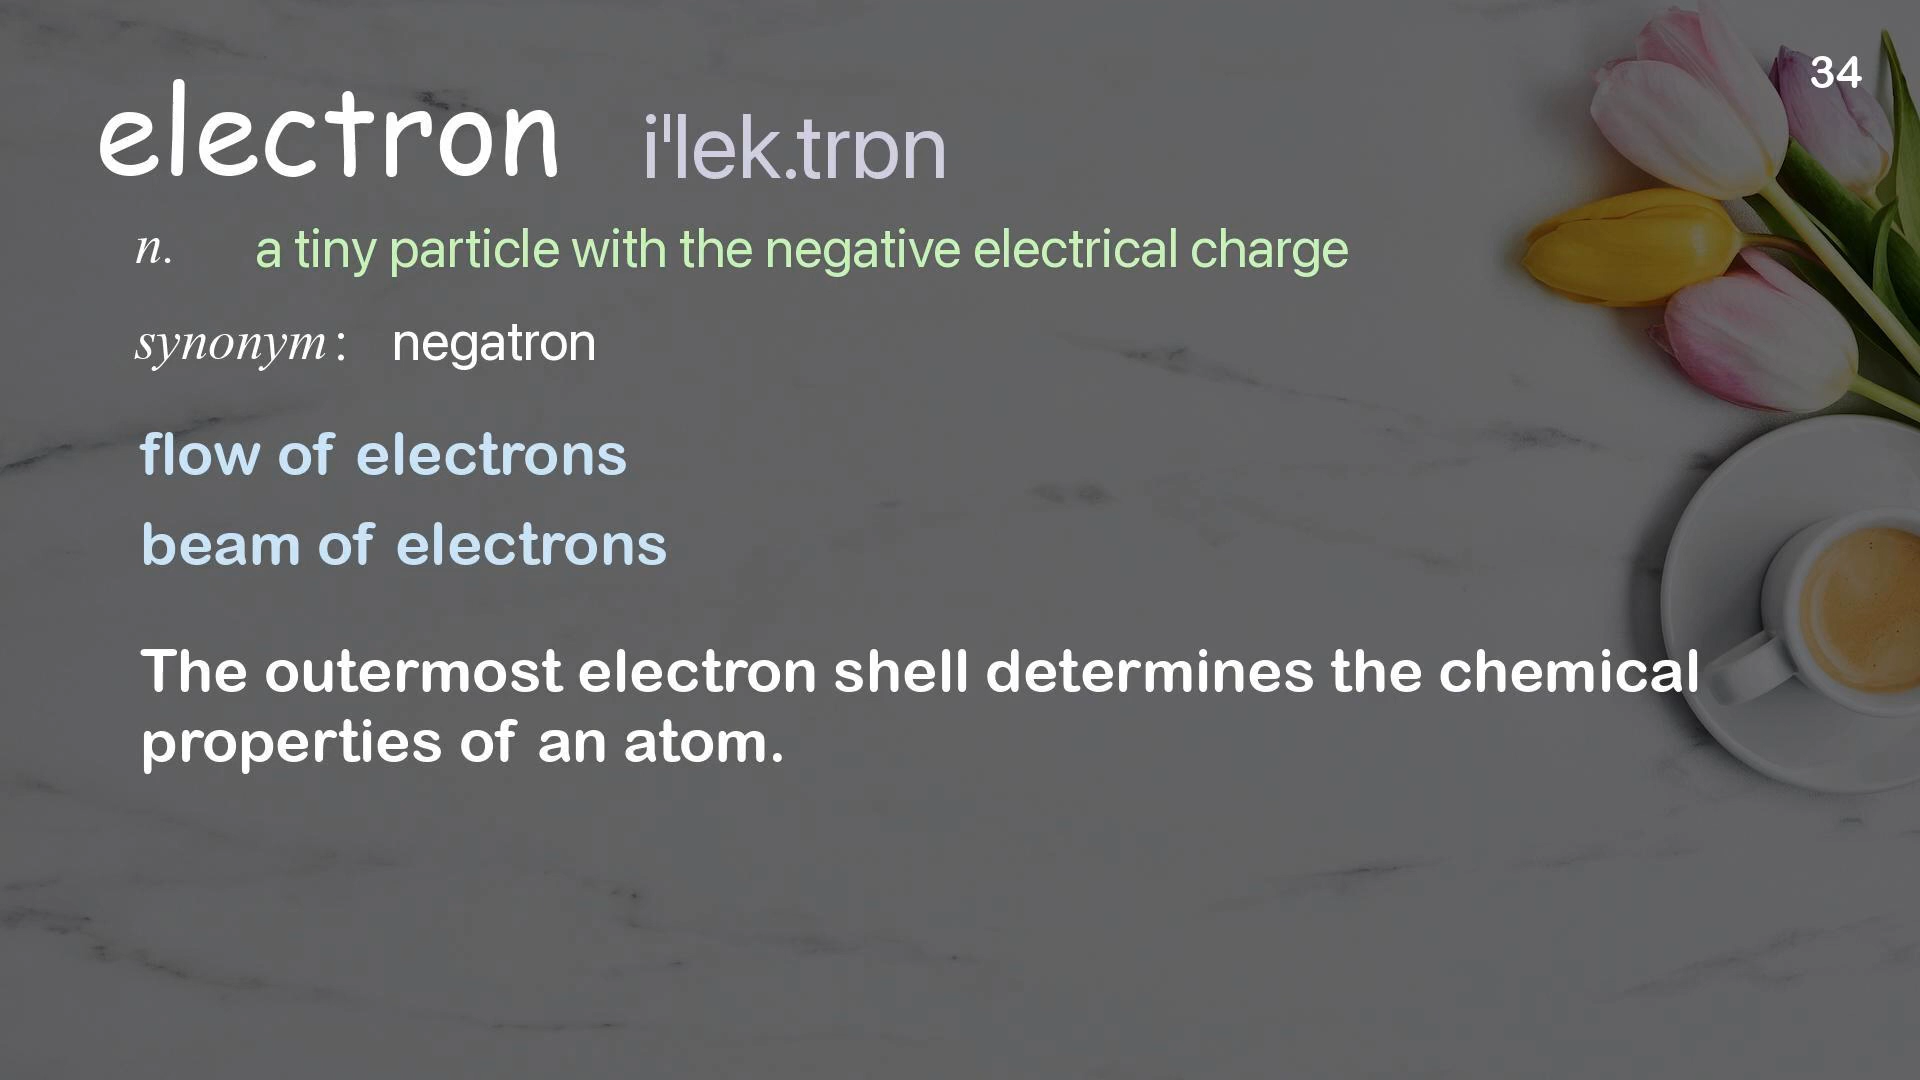 34
electron iˈlek.trɒn
n. a tiny particle with the negative electrical charge
synonym : negatron
flow of electrons
beam of electrons
The outermost electron shell determines the chemical
properties of an atom.